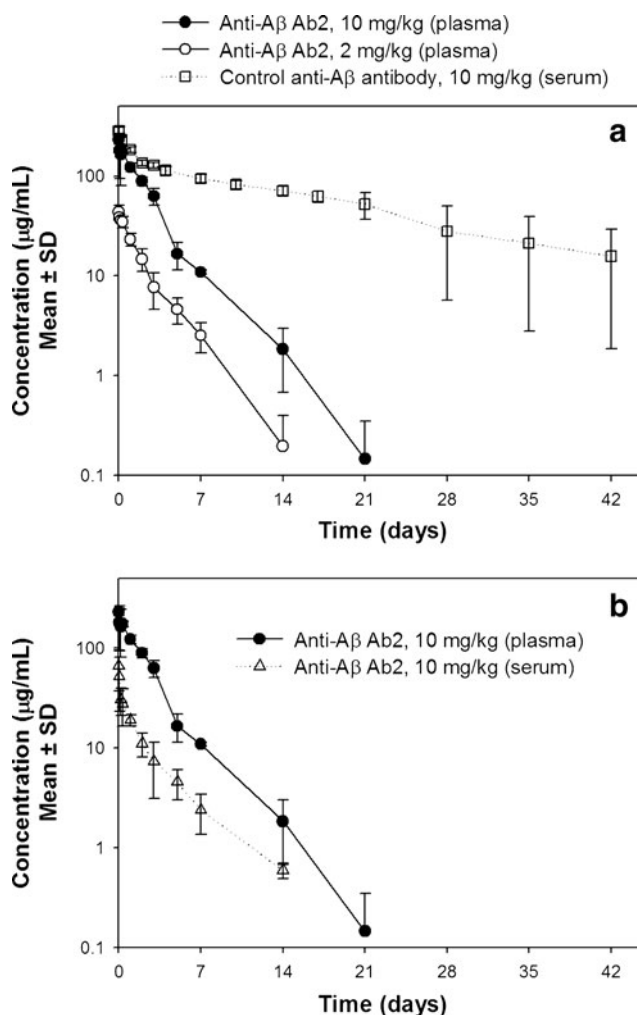 Anti-Aβ Ab2, 10 mg/kg (plasma)
Anti-Aβ Ab2, 2 mg/kg (plasma)
Control anti-Aβ antibody, 10 mg/kg (serum)
a
Concentration (µg/mL)
Mean ± SD
100
10
1
0.1
0 7 14 21 28 35 42
Time (days)
b
Anti-Aβ Ab2, 10 mg/kg (plasma)
Anti-Aβ Ab2, 10 mg/kg (serum)
Concentration (µg/mL)
Mean ± SD
100
10
1
0.1
0 7 14 21 28 35 42
Time (days)